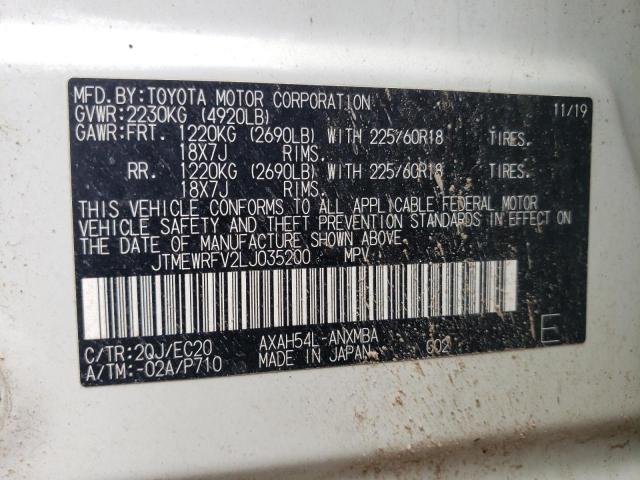 MFD. BY: TOYOTA MOTOR CORPORATION 11/19
GVWR: 2230KG (4920LB)
GAWR: FRT. 1220KG (2690LB) WITH 225/60R18 TIRES.
18X7J RIMS.
RR. 1220KG (2690LB) WITH 225/60R18 TIRES.
18X7J RIMS.
THIS VEHICLE CONFORMS TO ALL APPLICABLE FEDERAL MOTOR
VEHICLE SAFETY AND THEFT PREVENTION STANDARDS IN EFFECT ON
THE DATE OF MANUFACTURE SHOWN ABOVE.
JTMEWRFV2LJ035200 MPV
C/TR: 2QJ/EC20 AXAH54L-ANXMBA 602 E
A/TM: -02A/P710 MADE IN JAPAN